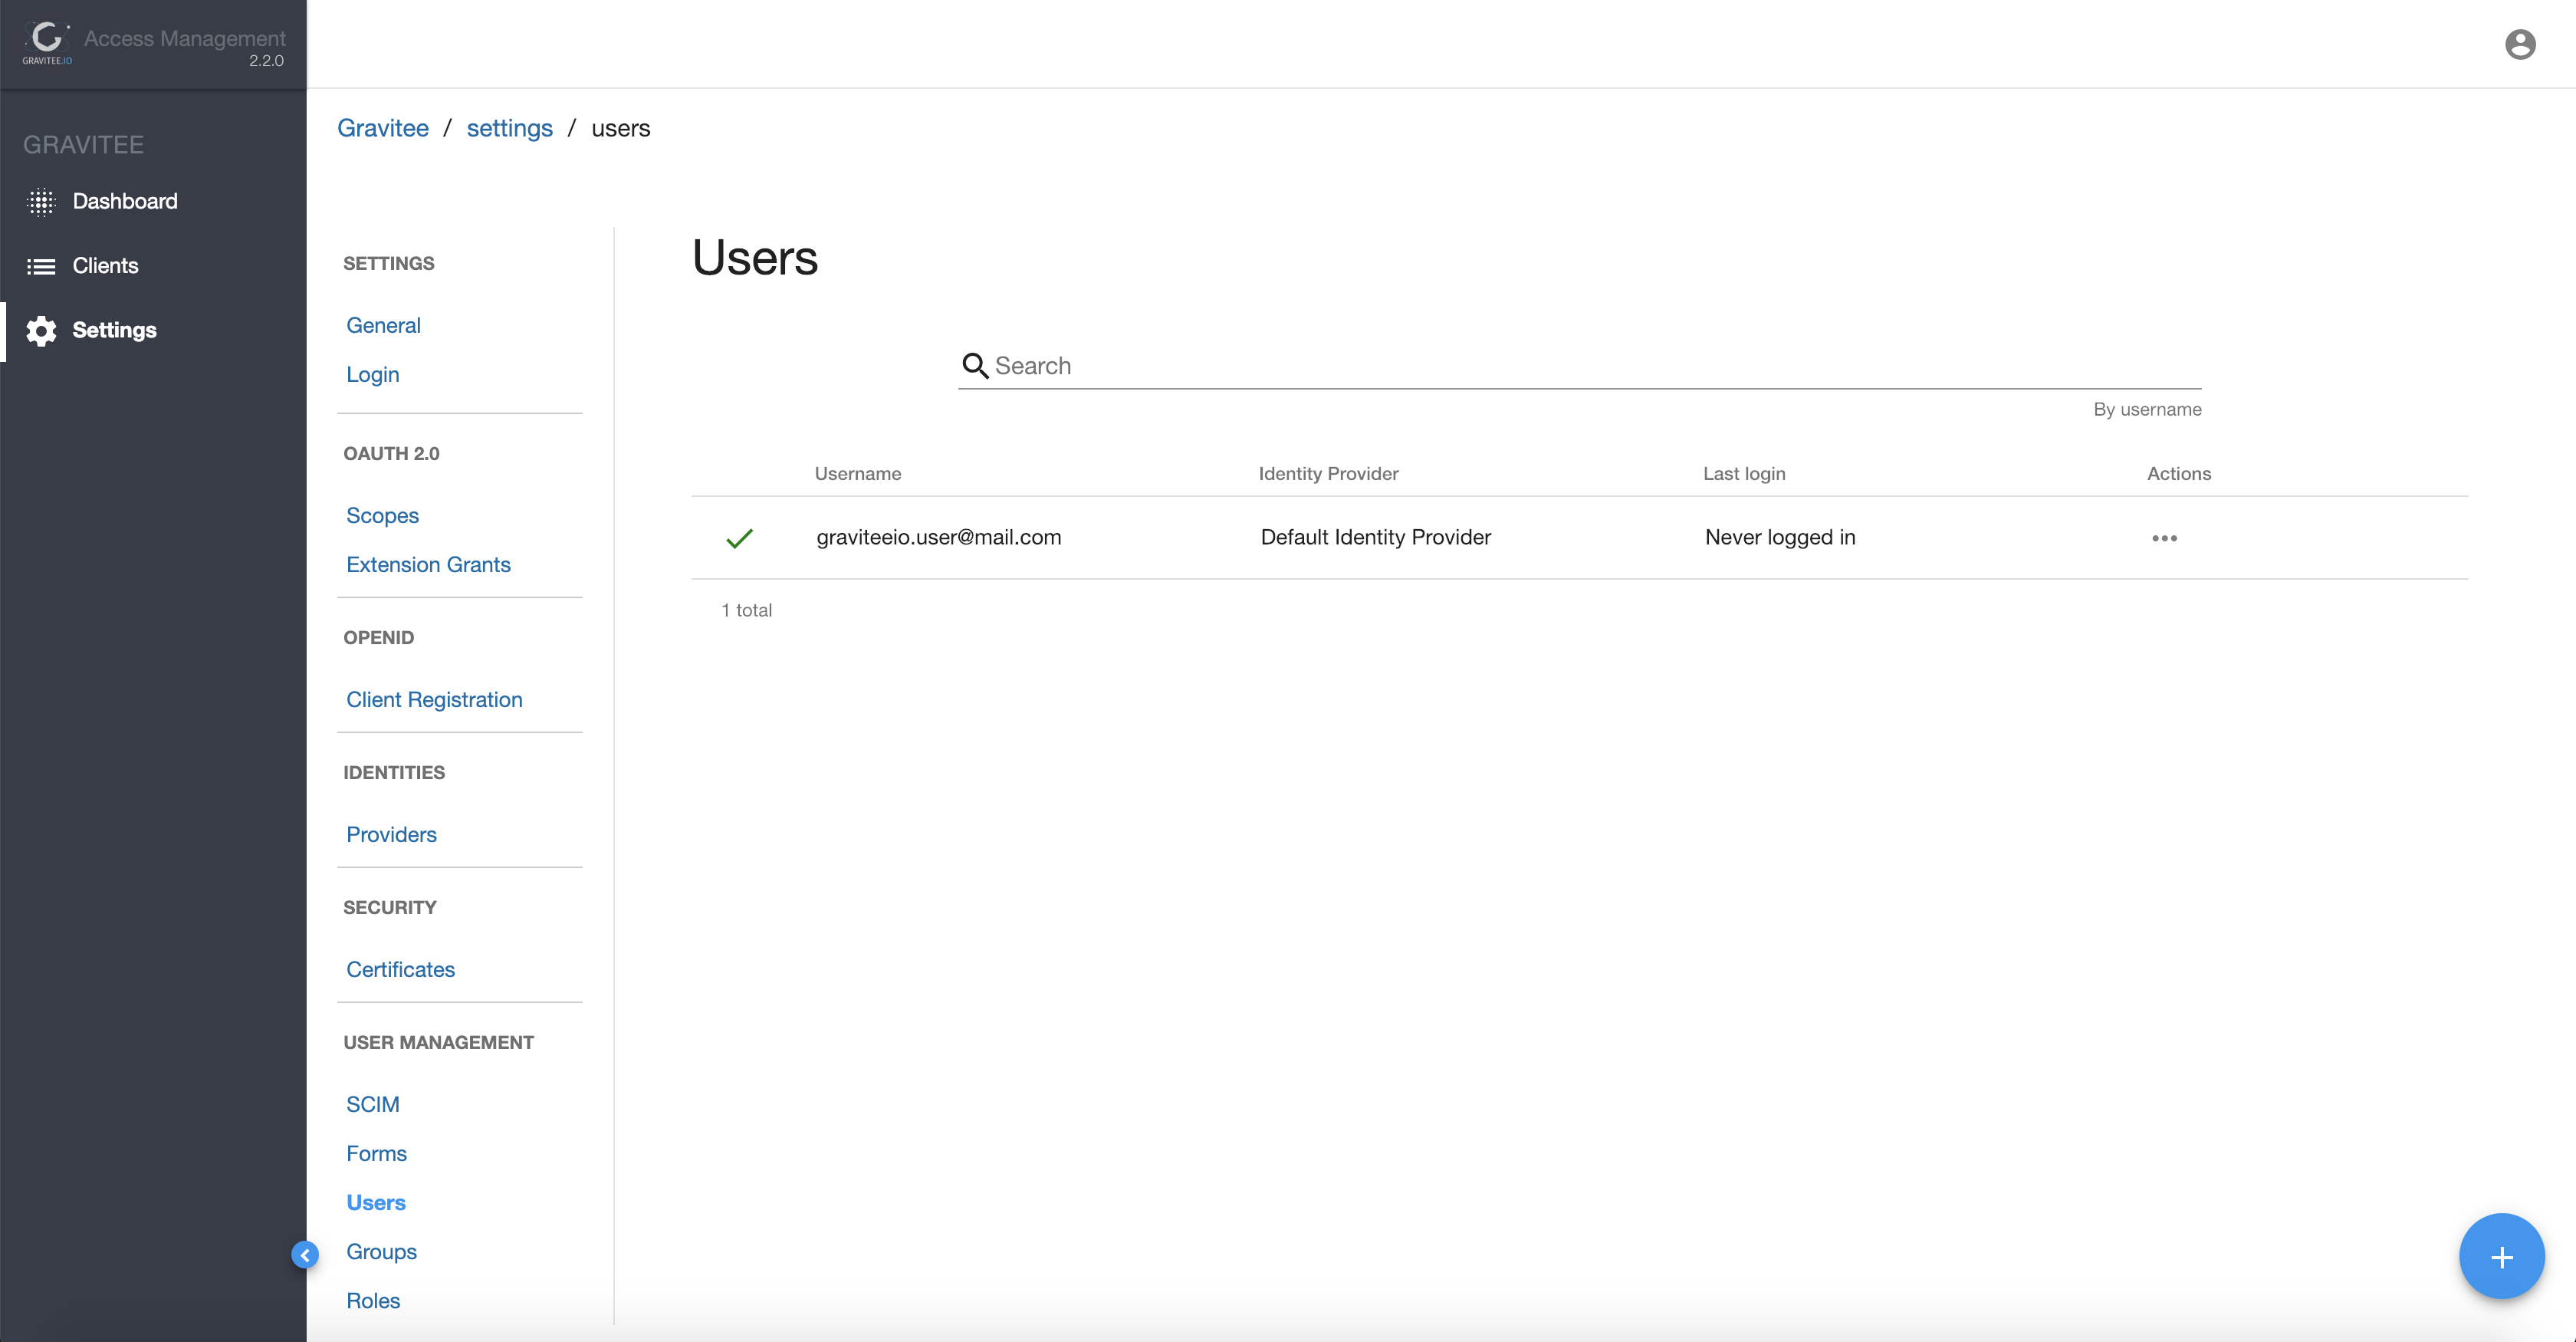 Access Management
GRAVITEE.IO
2.2.0
GRAVITEE
Dashboard
Clients
Settings
Gravitee / settings / users
SETTINGS
General
Login
OAUTH 2.0
Scopes
Extension Grants
OPENID
Client Registration
IDENTITIES
Providers
SECURITY
Certificates
USER MANAGEMENT
SCIM
Forms
Users
Groups
Roles
Users
Search
By username
Username Identity Provider Last login Actions
graviteeio.user@mail.com Default Identity Provider Never logged in
1 total